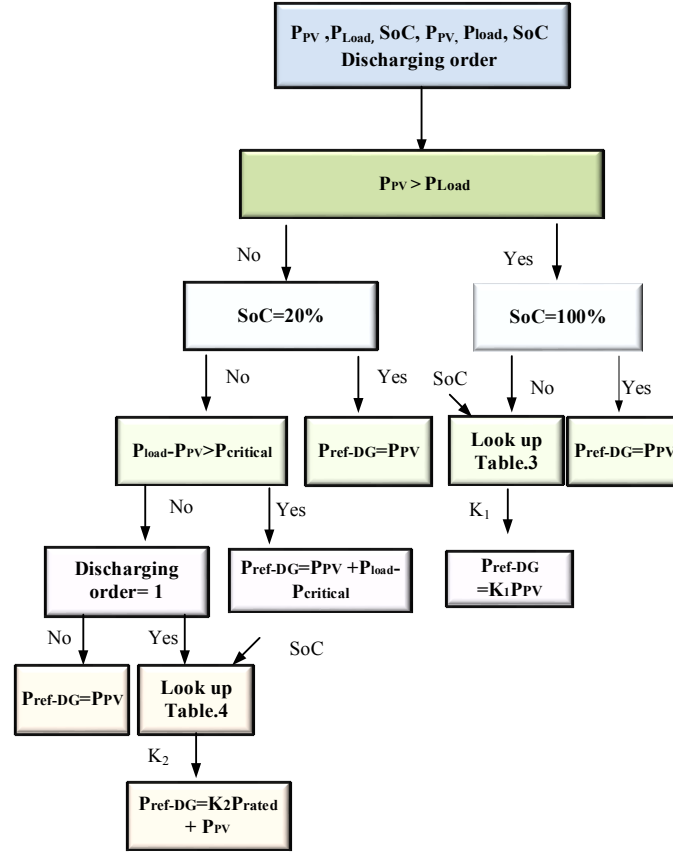 PPV ,PLoad, SoC, PPV, Pload, SoC
Discharging order
PPV > PLoad
No
Yes
SoC=20%
SoC=100%
No
Yes
SoC
No
Yes
Pload-PPV>Pcritical
Pref-DG=PPV
Look up
Table.3
Pref-DG=PPV
No
Yes
K1
Discharging
order= 1
Pref-DG=PPV +Pload-
Pcritical
Pref-DG
=K1PPV
No
Yes
SoC
Pref-DG=PPV
Look up
Table.4
K2
Pref-DG=K2Prated
+ PPV